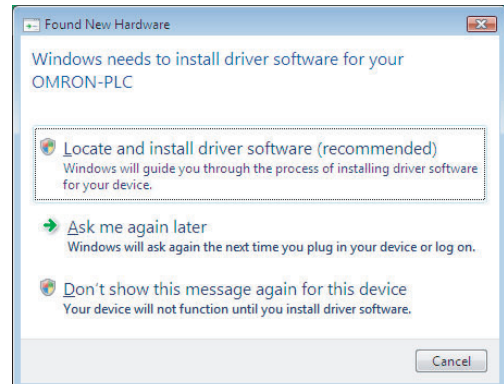 Found New Hardware
Windows needs to install driver software for your
OMRON-PLC
Locate and install driver software (recommended)
Windows will guide you through the process of installing driver software
for your device.
Ask me again later
Windows will ask again the next time you plug in your device or log on.
Don't show this message again for this device
Your device will not function until you install driver software.
Cancel